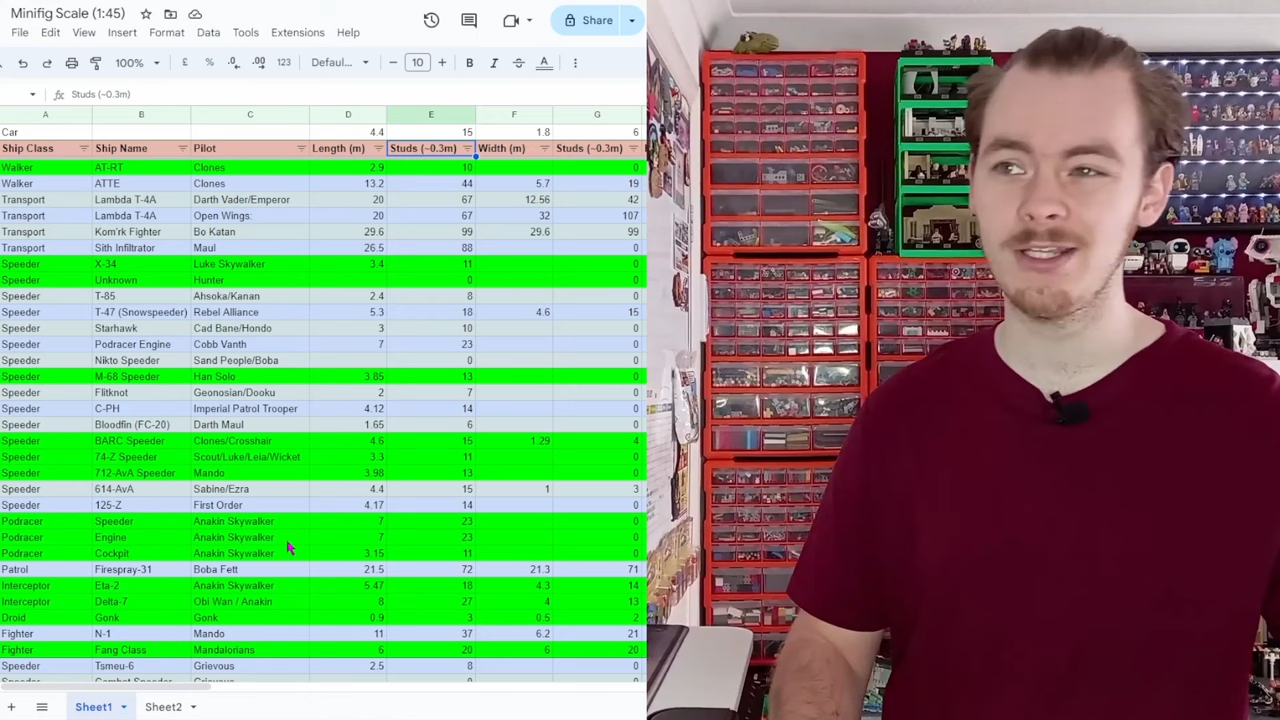 Minifig Scale (1:45)
File Edit View Insert Format Data Tools Extensions Help
Share
100% £ % .0 .00 123 Defaul... 10 B I A
fx Studs (~0.3m)
A B C D E F G
Car 4.4 15 1.8 6
Ship Class Ship Name Pilot Length (m) Studs (~0.3m) Width (m) Studs (~0.3m)
Walker AT-RT Clones 2.9 10 0
Walker ATTE Clones 13.2 44 5.7 19
Transport Lambda T-4A Darth Vader/Emperor 20 67 12.56 42
Transport Lambda T-4A Open Wings: 20 67 32 107
Transport Kom'rk Fighter Bo Katan 29.6 99 29.6 99
Transport Sith Infiltrator Maul 26.5 88 0
Speeder X-34 Luke Skywalker 3.4 11 0
Speeder Unknown Hunter 0 0
Speeder T-85 Ahsoka/Kanan 2.4 8 0
Speeder T-47 (Snowspeeder) Rebel Alliance 5.3 18 4.6 15
Speeder Starhawk Cad Bane/Hondo 3 10 0
Speeder Podracer Engine Cobb Vanth 7 23 0
Speeder Nikto Speeder Sand People/Boba 0 0
Speeder M-68 Speeder Han Solo 3.85 13 0
Speeder Flitknot Geonosian/Dooku 2 7 0
Speeder C-PH Imperial Patrol Trooper 4.12 14 0
Speeder Bloodfin (FC-20) Darth Maul 1.65 6 0
Speeder BARC Speeder Clones/Crosshair 4.6 15 1.29 4
Speeder 74-Z Speeder Scout/Luke/Leia/Wicket 3.3 11 0
Speeder 712-AvA Speeder Mando 3.98 13 0
Speeder 614-AvA Sabine/Ezra 4.4 15 1 3
Speeder 125-Z First Order 4.17 14 0
Podracer Speeder Anakin Skywalker 7 23 0
Podracer Engine Anakin Skywalker 7 23 0
Podracer Cockpit Anakin Skywalker 3.15 11 0
Patrol Firespray-31 Boba Fett 21.5 72 21.3 71
Interceptor Eta-2 Anakin Skywalker 5.47 18 4.3 14
Interceptor Delta-7 Obi Wan / Anakin 8 27 4 13
Droid Gonk Gonk 0.9 3 0.5 2
Fighter N-1 Mando 11 37 6.2 21
Fighter Fang Class Mandalorians 6 20 6 20
Speeder Tsmeu-6 Grievous 2.5 8 0
Sheet1 Sheet2